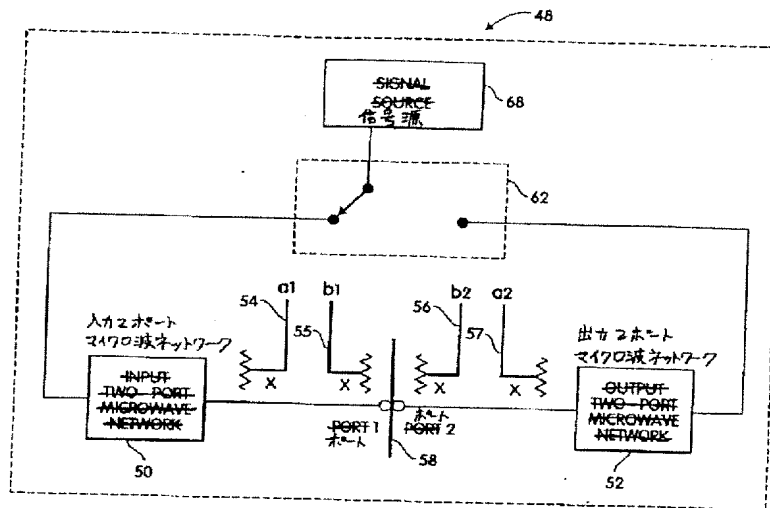 48
SIGNAL
SOURCE
信号源
68
62
a1
b1
b2
a2
54
55
56
57
入力2ポート
マイクロ波ネットワーク
INPUT
TWO-PORT
MICROWAVE
NETWORK
50
X
X
X
X
PORT 1
ポート
ポート
PORT 2
58
出力2ポート
マイクロ波ネットワーク
OUTPUT
TWO-PORT
MICROWAVE
NETWORK
52